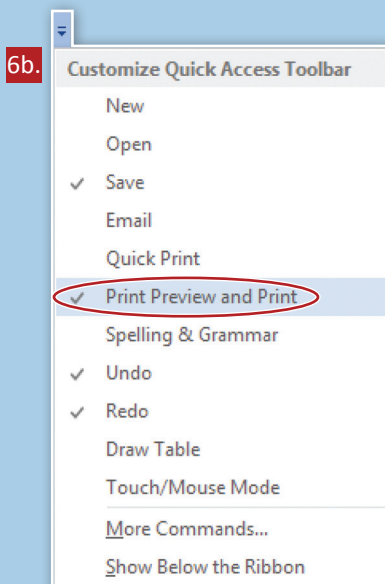 6b.
Customize Quick Access Toolbar
New
Open
Save
Email
Quick Print
Print Preview and Print
Spelling & Grammar
Undo
Redo
Draw Table
Touch/Mouse Mode
More Commands...
Show Below the Ribbon